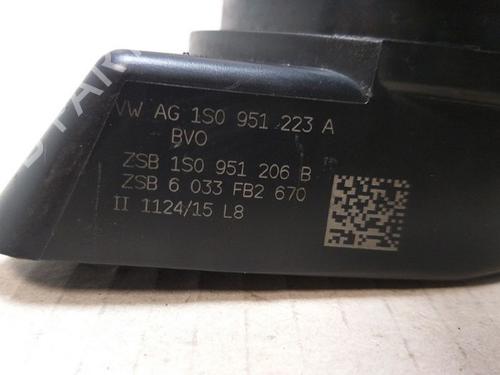 VW AG 1S0 951 223 A
BVO
ZSB 1S0 951 206 B
ZSB 6 033 FB2 670
II 1124/15 L8